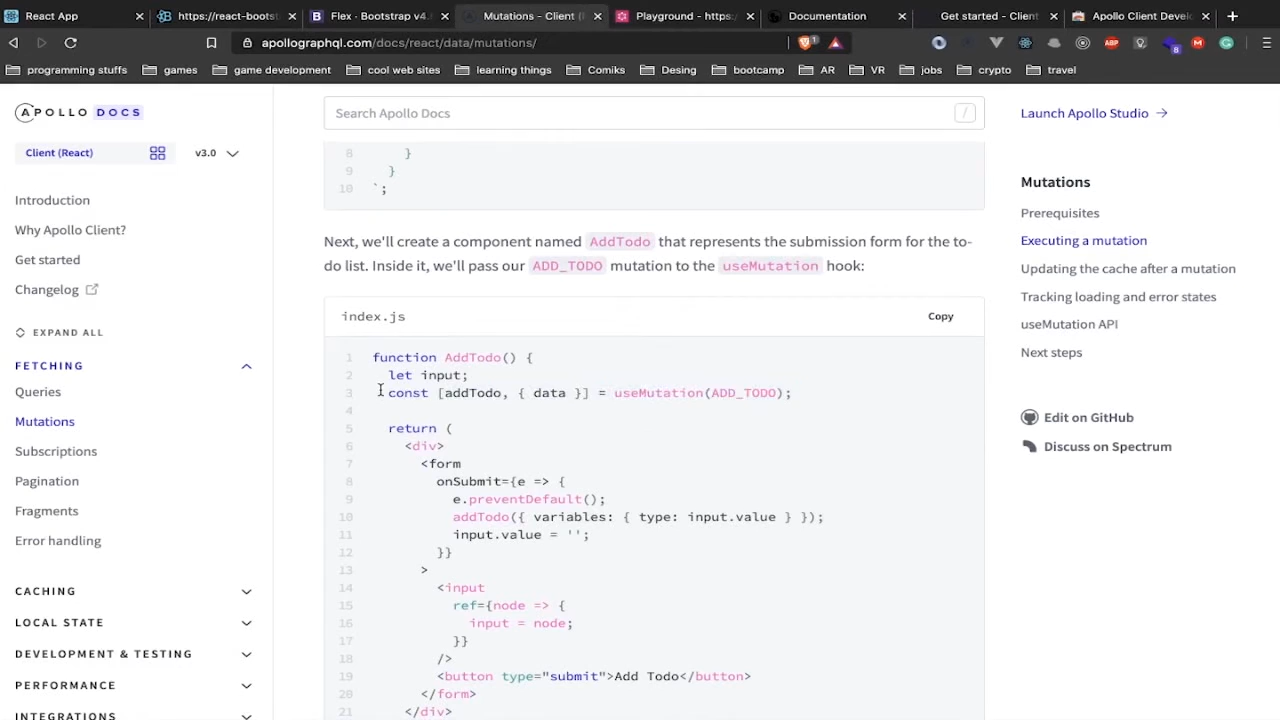 React App
https://react-boots
Flex · Bootstrap v4.
Mutations - Client (
Playground - https:/
Documentation
Get started - Client
Apollo Client Devel
apollographql.com/docs/react/data/mutations/
1
8
programming stuffs
games
game development
cool web sites
learning things
Comiks
Desing
bootcamp
AR
VR
jobs
crypto
travel
APOLLO DOCS
Client (React)
v3.0
Introduction
Why Apollo Client?
Get started
Changelog
EXPAND ALL
FETCHING
Queries
Mutations
Subscriptions
Pagination
Fragments
Error handling
CACHING
LOCAL STATE
DEVELOPMENT & TESTING
PERFORMANCE
INTEGRATIONS
Search Apollo Docs
/
8 }
9 }
10 `;
Next, we'll create a component named AddTodo that represents the submission form for the to-
do list. Inside it, we'll pass our ADD_TODO mutation to the useMutation hook:
index.js
Copy
1 function AddTodo() {
2 let input;
3 const [addTodo, { data }] = useMutation(ADD_TODO);
4
5 return (
6 <div>
7 <form
8 onSubmit={e => {
9 e.preventDefault();
10 addTodo({ variables: { type: input.value } });
11 input.value = '';
12 }}
13 >
14 <input
15 ref={node => {
16 input = node;
17 }}
18 />
19 <button type="submit">Add Todo</button>
20 </form>
21 </div>
Launch Apollo Studio
Mutations
Prerequisites
Executing a mutation
Updating the cache after a mutation
Tracking loading and error states
useMutation API
Next steps
Edit on GitHub
Discuss on Spectrum